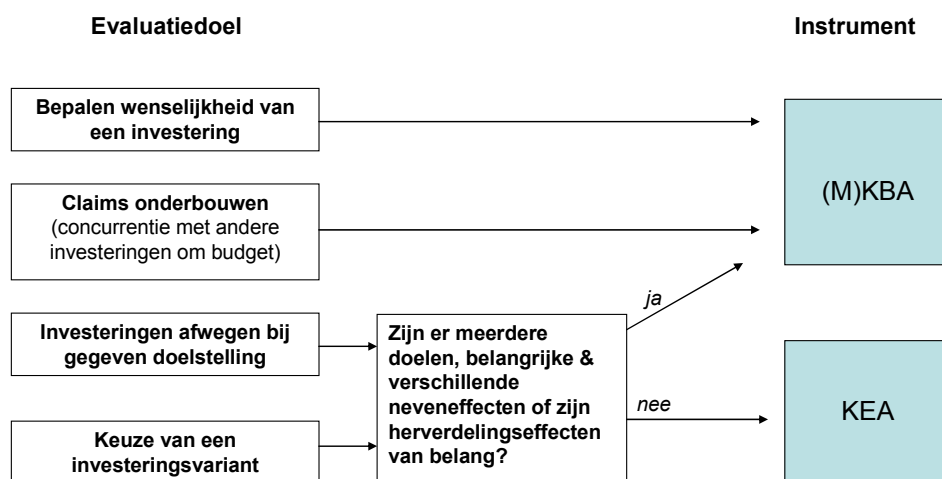 Evaluatiedoel
Instrument
Bepalen wenselijkheid van
een investering
Claims onderbouwen
(concurrentie met andere
investeringen om budget)
(M)KBA
Investeringen afwegen bij
gegeven doelstelling
Keuze van een
investeringsvariant
Zijn er meerdere
doelen, belangrijke &
verschillende
neveneffecten of zijn
herverdelingseffecten
van belang?
ja
nee
KEA